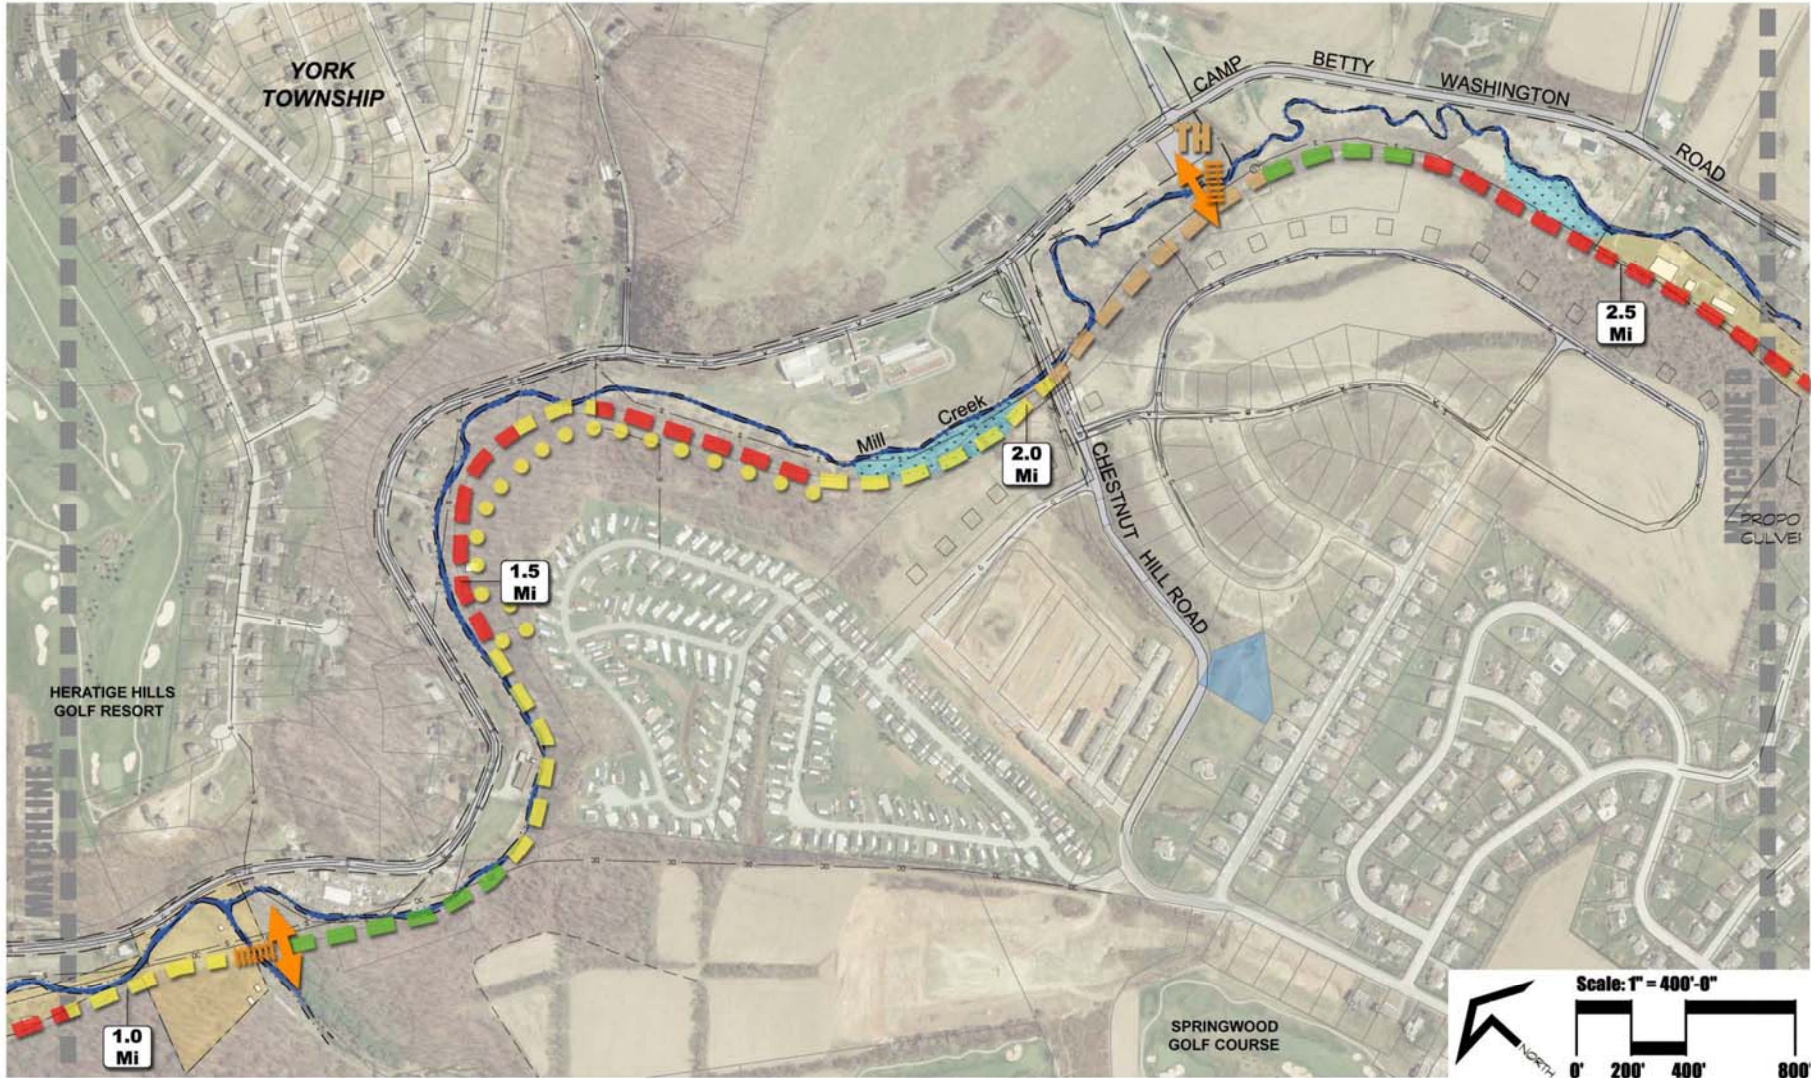 YORK
TOWNSHIP
CAMP BETTY WASHINGTON ROAD
TH
2.5
Mi
Mill Creek
2.0
Mi
CHESTNUT HILL ROAD
1.5
Mi
HERATIGE HILLS
GOLF RESORT
MATCHLINE A
MATCHLINE B
PROPO
CULVE
1.0
Mi
SPRINGWOOD
GOLF COURSE
NORTH
Scale: 1" = 400'-0"
0' 200' 400' 800'